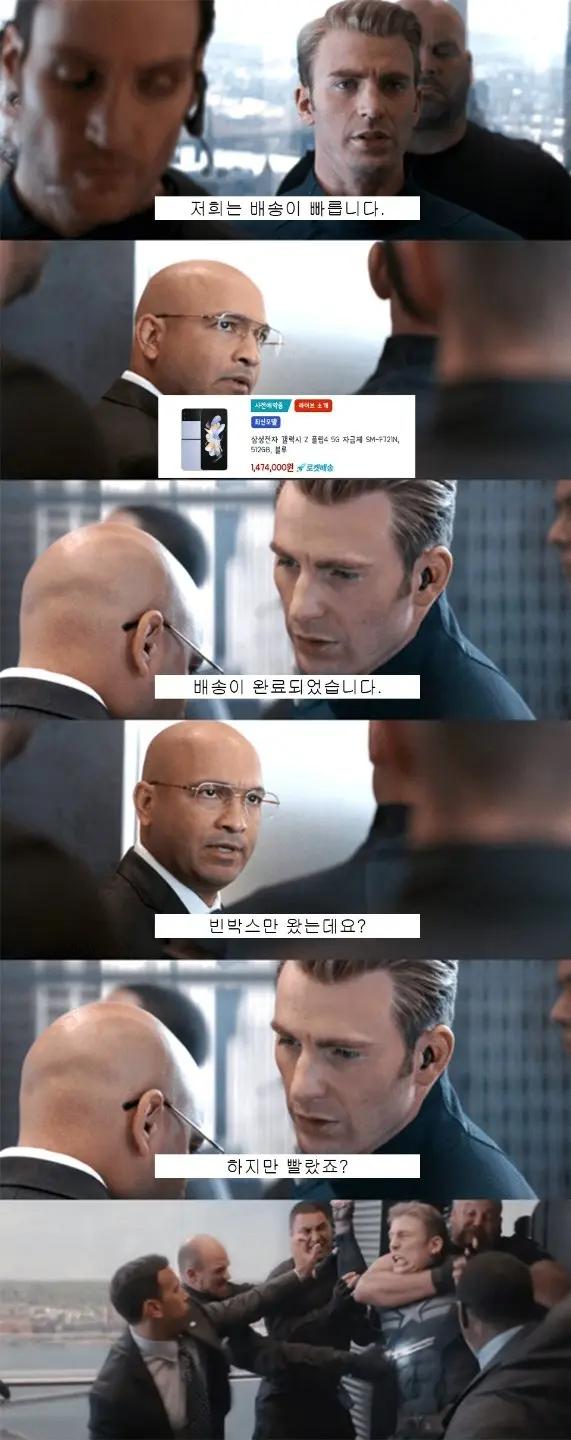 저희는 배송이 빠릅니다.
사전예약중 라이브 소개
최신모델
삼성전자 갤럭시 Z 플립4 5G 자급제 SM-F721N,
512GB, 블루
1,474,000원 로켓배송
배송이 완료되었습니다.
빈박스만 왔는데요?
하지만 빨랐죠?